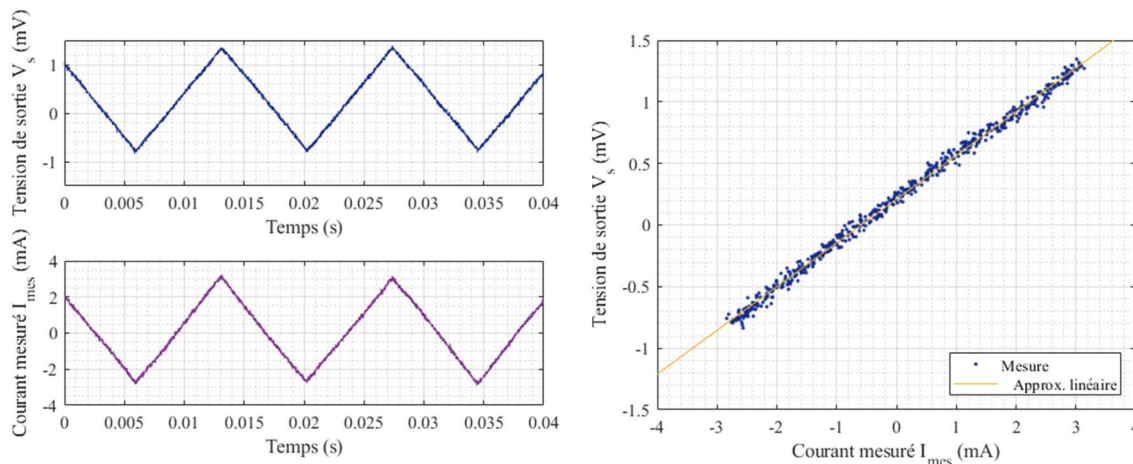 Tension de sortie V_s (mV)
1
0
-1
0 0.005 0.01 0.015 0.02 0.025 0.03 0.035 0.04
Temps (s)
Courant mesuré I_mes (mA)
4
2
0
-2
-4
0 0.005 0.01 0.015 0.02 0.025 0.03 0.035 0.04
Temps (s)
Tension de sortie V_s (mV)
1.5
1
0.5
0
-0.5
-1
-1.5
-4 -3 -2 -1 0 1 2 3 4
Courant mesuré I_mes (mA)
Mesure
Approx. linéaire